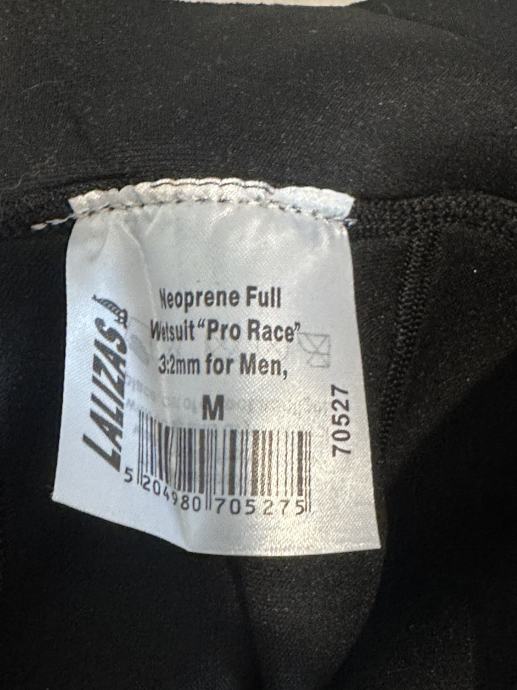 Neoprene Full
Wetsuit "Pro Race"
3:2mm for Men,
M
LALIZAS
70527
5 204980 705275